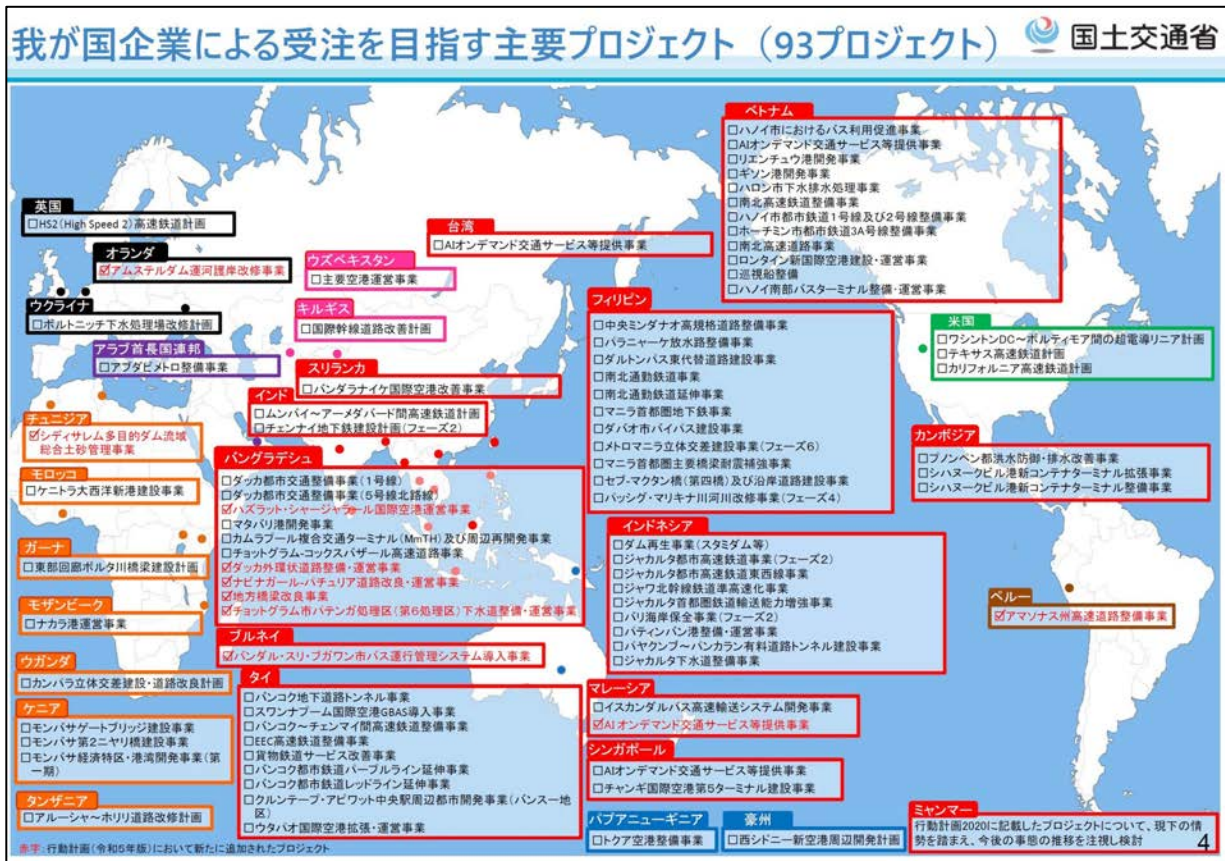 我が国企業による受注を目指す主要プロジェクト（93プロジェクト）
国土交通省
英国
□HS2(High Speed 2)高速鉄道計画
オランダ
☑アムステルダム運河護岸改修事業
ウクライナ
□ボルトニッチ下水処理場改修計画
アラブ首長国連邦
□アブダビメトロ整備事業
ウズベキスタン
□主要空港運営事業
キルギス
□国際幹線道路改善計画
スリランカ
□バンダラナイケ国際空港改善事業
インド
□ムンバイ～アーメダバード間高速鉄道計画
□チェンナイ地下鉄建設計画(フェーズ2)
台湾
□AIオンデマンド交通サービス等提供事業
ベトナム
□ハノイ市におけるバス利用促進事業
□AIオンデマンド交通サービス等提供事業
□リエンチュウ港開発事業
□ギソン港開発事業
□ハロン市下水排水処理事業
□南北高速鉄道整備事業
□ハノイ市都市鉄道1号線及び2号線整備事業
□ホーチミン市都市鉄道3A号線整備事業
□南北高速道路事業
□ロンタイン新国際空港建設・運営事業
□巡視船整備
□ハノイ南部バスターミナル整備・運営事業
フィリピン
□中央ミンダナオ高規格道路整備事業
□パラニャーケ放水路整備事業
□ダルトンパス東代替道路建設事業
□南北通勤鉄道事業
□南北通勤鉄道延伸事業
□マニラ首都圏地下鉄事業
□ダバオ市バイパス建設事業
□メトロマニラ立体交差建設事業(フェーズ6)
□マニラ首都圏主要橋梁耐震補強事業
□セブ-マクタン橋(第四橋)及び沿岸道路建設事業
□パッシグ・マリキナ川河川改修事業(フェーズ4)
米国
□ワシントンDC～ボルティモア間の超電導リニア計画
□テキサス高速鉄道計画
□カリフォルニア高速鉄道計画
カンボジア
□プノンペン都洪水防御・排水改善事業
□シハヌークビル港新コンテナターミナル拡張事業
□シハヌークビル港新コンテナターミナル整備事業
チュニジア
☑シディサレム多目的ダム流域
総合土砂管理事業
モロッコ
□ケニトラ大西洋新港建設事業
ガーナ
□東部回廊ボルタ川橋梁建設計画
モザンビーク
□ナカラ港運営事業
ウガンダ
□カンパラ立体交差建設・道路改良計画
ケニア
□モンバサゲートブリッジ建設事業
□モンバサ第2ニヤリ橋建設事業
□モンバサ経済特区・港湾開発事業(第
一期)
タンザニア
□アルーシャ～ホリリ道路改修計画
バングラデシュ
□ダッカ都市交通整備事業(1号線)
□ダッカ都市交通整備事業(5号線北路線)
☑ハズラット・シャージャラール国際空港運営事業
□マタバリ港開発事業
□カムラプール複合交通ターミナル(MmTH)及び周辺再開発事業
□チョットグラム-コックスバザール高速道路事業
☑ダッカ外環状道路整備・運営事業
☑ナビナガール-パチュリア道路改良・運営事業
☑地方橋梁改良事業
☑チョットグラム市パテンガ処理区(第6処理区)下水道整備・運営事業
ブルネイ
☑バンダル・スリ・ブガワン市バス運行管理システム導入事業
タイ
□バンコク地下道路トンネル事業
□スワンナプーム国際空港GBAS導入事業
□バンコク～チェンマイ間高速鉄道整備事業
□EEC高速鉄道整備事業
□貨物鉄道サービス改善事業
□バンコク都市鉄道パープルライン延伸事業
□バンコク都市鉄道レッドライン延伸事業
□クルンテープ・アピワット中央駅周辺都市開発事業(バンスー地
区)
□ウタパオ国際空港拡張・運営事業
インドネシア
□ダム再生事業(スタミダム等)
□ジャカルタ都市高速鉄道事業(フェーズ2)
□ジャカルタ都市高速鉄道東西線事業
□ジャワ北幹線鉄道準高速化事業
□ジャカルタ首都圏鉄道輸送能力増強事業
□バリ海岸保全事業(フェーズ2)
□パティンバン港整備・運営事業
□パヤクンブ～パンカラン有料道路トンネル建設事業
□ジャカルタ下水道整備事業
ペルー
☑アマソナス州高速道路整備事業
マレーシア
□イスカンダルバス高速輸送システム開発事業
☑AIオンデマンド交通サービス等提供事業
シンガポール
□AIオンデマンド交通サービス等提供事業
□チャンギ国際空港第5ターミナル建設事業
パプアニューギニア
□トクア空港整備事業
豪州
□西シドニー新空港周辺開発計画
ミャンマー
行動計画2020に記載したプロジェクトについて、現下の情
勢を踏まえ、今後の事態の推移を注視し検討
赤字：行動計画(令和5年版)において新たに追加されたプロジェクト
4